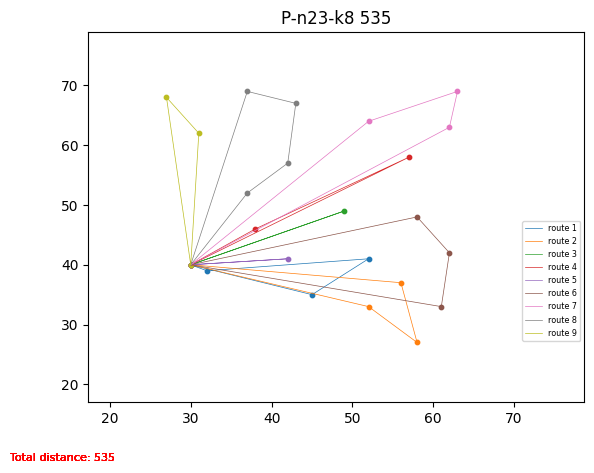 P-n23-k8 535
70
60
50
40
30
20
20 30 40 50 60 70
route 1
route 2
route 3
route 4
route 5
route 6
route 7
route 8
route 9
Total distance: 535